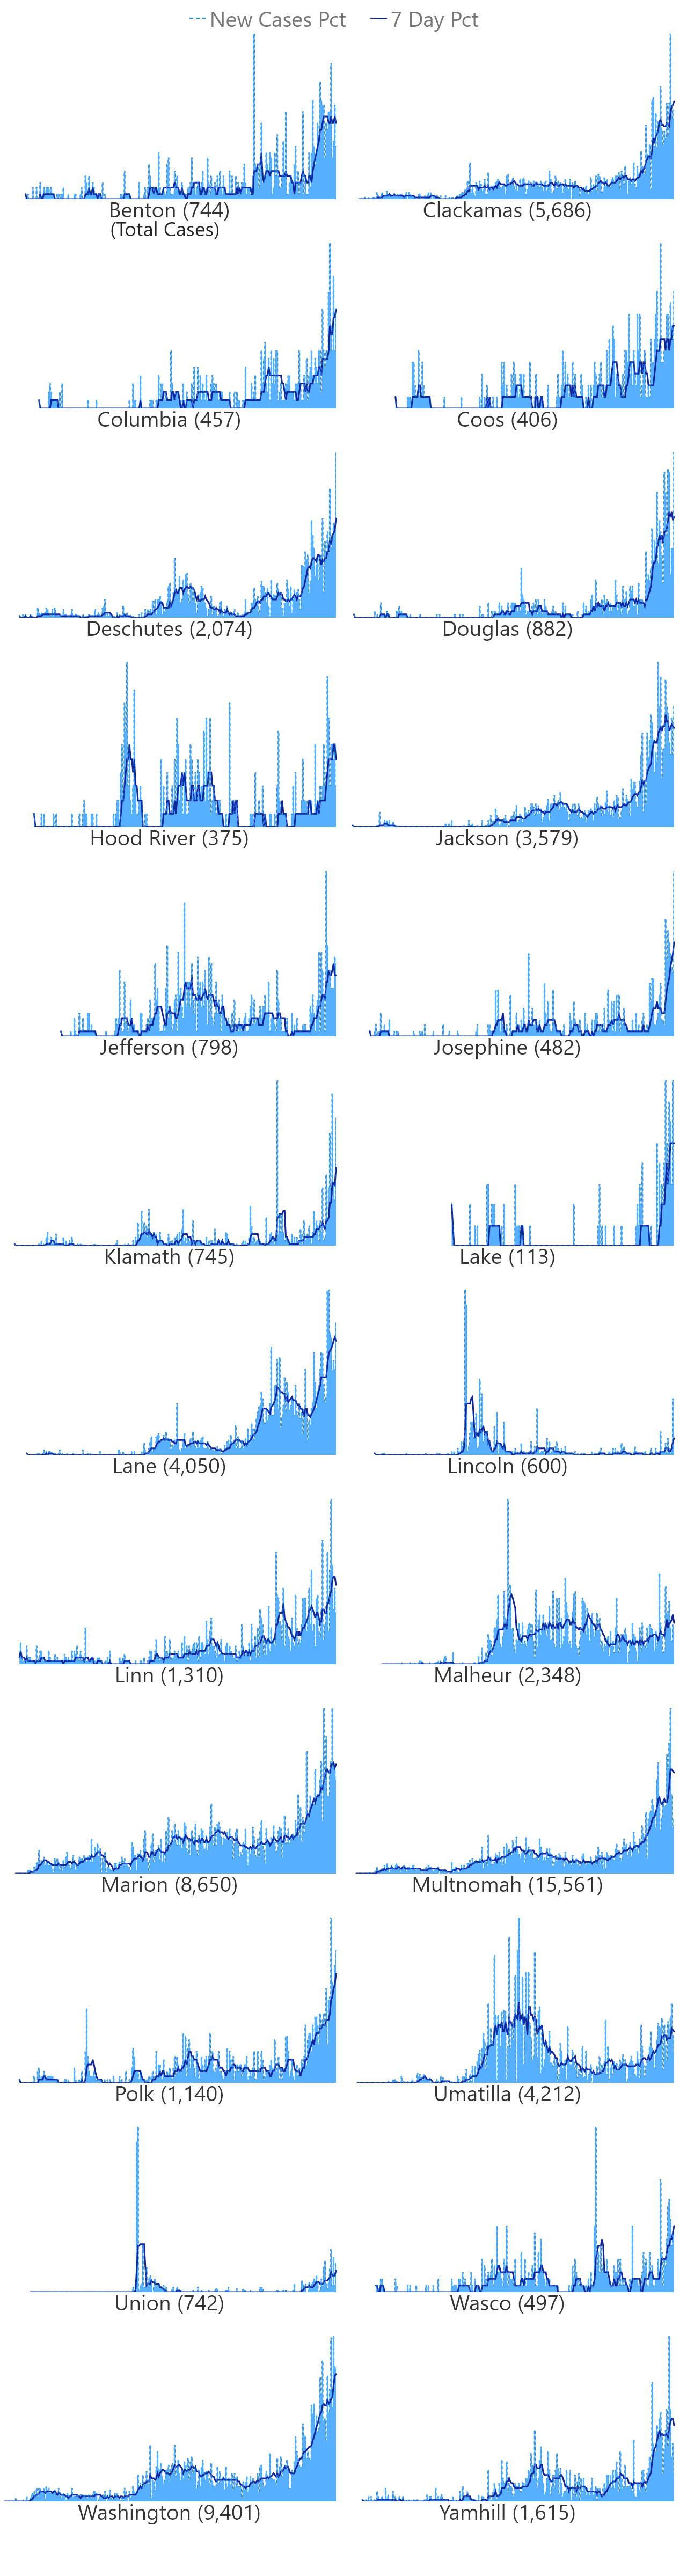 New Cases Pct 7 Day Pct
Benton (744) Clackamas (5,686)
(Total Cases)
Columbia (457) Coos (406)
Deschutes (2,074) Douglas (882)
Hood River (375) Jackson (3,579)
Jefferson (798) Josephine (482)
Klamath (745) Lake (113)
Lane (4,050) Lincoln (600)
Linn (1,310) Malheur (2,348)
Marion (8,650) Multnomah (15,561)
Polk (1,140) Umatilla (4,212)
Union (742) Wasco (497)
Washington (9,401) Yamhill (1,615)